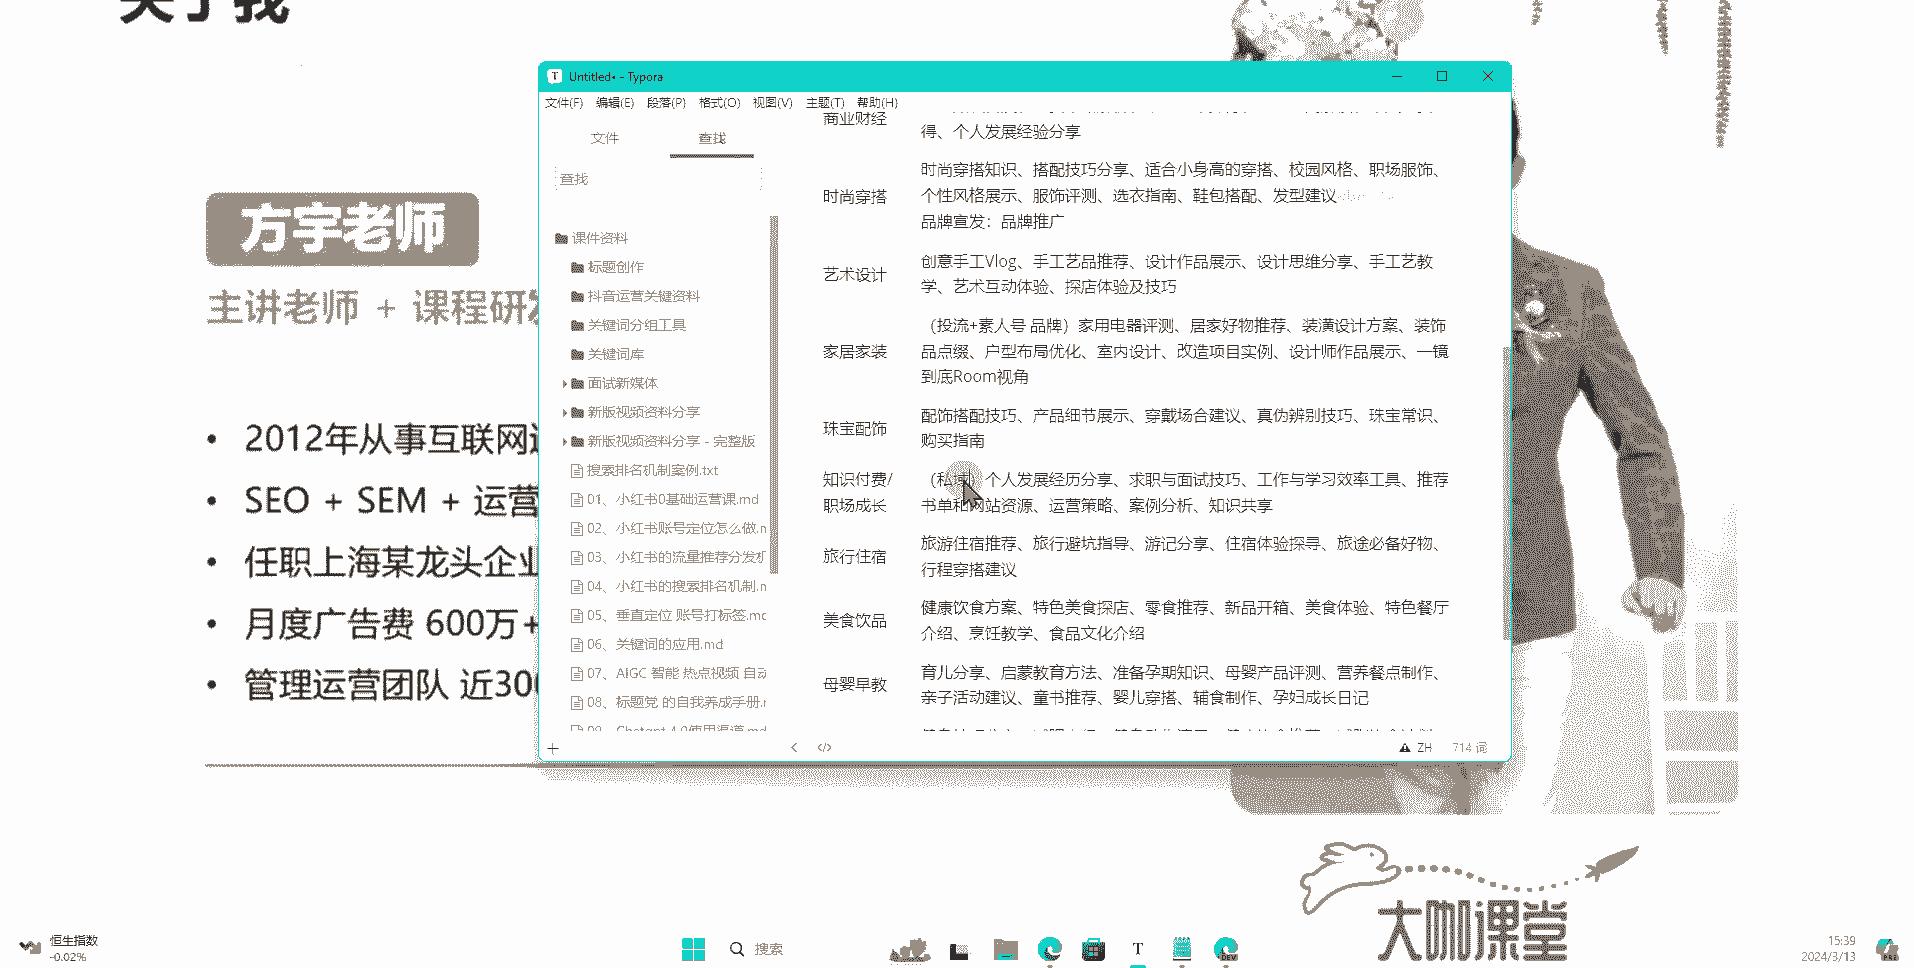 关于我
方宇老师
主讲老师 + 课程研发
2012年从事互联网
SEO + SEM + 运营
任职上海某龙头企业
月度广告费 600万+
管理运营团队 近300
Untitled• - Typora
文件(F) 编辑(E) 段落(P) 格式(O) 视图(V) 主题(T) 帮助(H)
文件 查找
查找
课件资料
标题创作
抖音运营关键资料
关键词分组工具
关键词库
面试新媒体
新版视频资料分享
新版视频资料分享 - 完整版
搜索排名机制案例.txt
01、小红书0基础运营课.md
02、小红书账号定位怎么做.m
03、小红书的流量推荐分发机
04、小红书的搜索排名机制.m
05、垂直定位 账号打标签.mc
06、关键词的应用.md
07、AIGC 智能 热点视频 自动
08、标题党 的自我养成手册.r
09、Chatgpt 4.0使用渠道.md
商业财经
得、个人发展经验分享
时尚穿搭
时尚穿搭知识、搭配技巧分享、适合小身高的穿搭、校园风格、职场服饰、
个性风格展示、服饰评测、选衣指南、鞋包搭配、发型建议
品牌宣发：品牌推广
艺术设计
创意手工Vlog、手工艺品推荐、设计作品展示、设计思维分享、手工艺教
学、艺术互动体验、探店体验及技巧
家居家装
（投流+素人号 品牌）家用电器评测、居家好物推荐、装潢设计方案、装饰
品点缀、户型布局优化、室内设计、改造项目实例、设计师作品展示、一镜
到底Room视角
珠宝配饰
配饰搭配技巧、产品细节展示、穿戴场合建议、真伪辨别技巧、珠宝常识、
购买指南
知识付费/
职场成长
（私域）个人发展经历分享、求职与面试技巧、工作与学习效率工具、推荐
书单和网站资源、运营策略、案例分析、知识共享
旅行住宿
旅游住宿推荐、旅行避坑指导、游记分享、住宿体验探寻、旅途必备好物、
行程穿搭建议
美食饮品
健康饮食方案、特色美食探店、零食推荐、新品开箱、美食体验、特色餐厅
介绍、烹饪教学、食品文化介绍
母婴早教
育儿分享、启蒙教育方法、准备孕期知识、母婴产品评测、营养餐点制作、
亲子活动建议、童书推荐、婴儿穿搭、辅食制作、孕妇成长日记
ZH 714 词
大咖课堂
恒生指数
-0.02%
搜索
DEV
15:39
2024/3/13
PRE